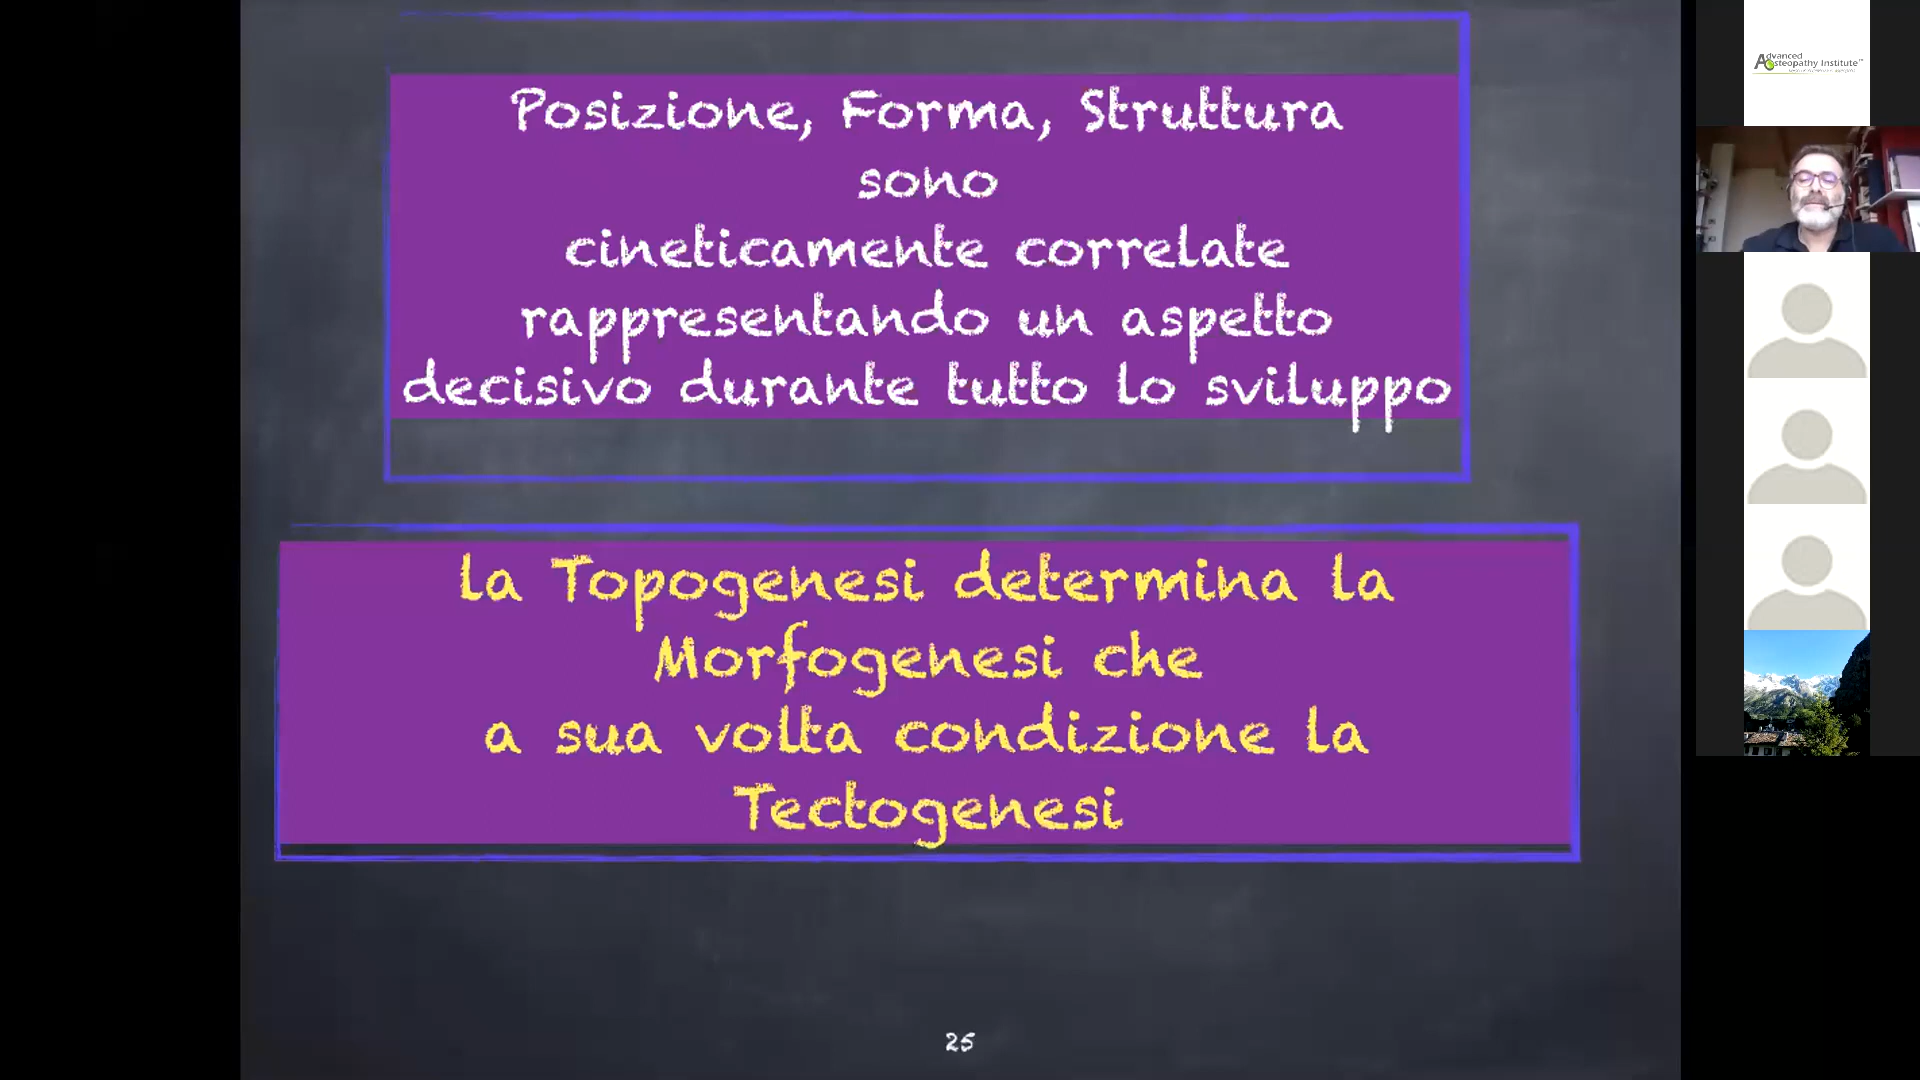 Posizione, Forma, Struttura
sono
cineticamente correlate
rappresentando un aspetto
decisivo durante tutto lo sviluppo
la Topogenesi determina la
Morfogenesi che
a sua volta condizione la
Tectogenesi
25
Advanced
Osteopathy Institute™